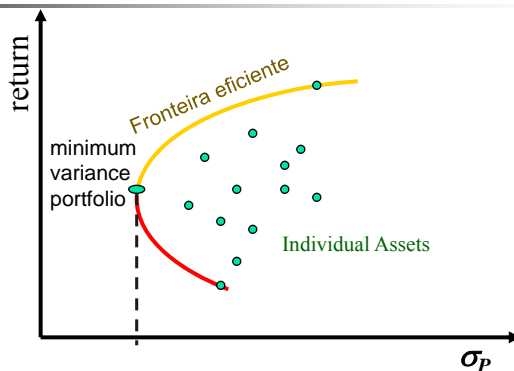 return
Fronteira eficiente
minimum
variance
portfolio
Individual Assets
σP